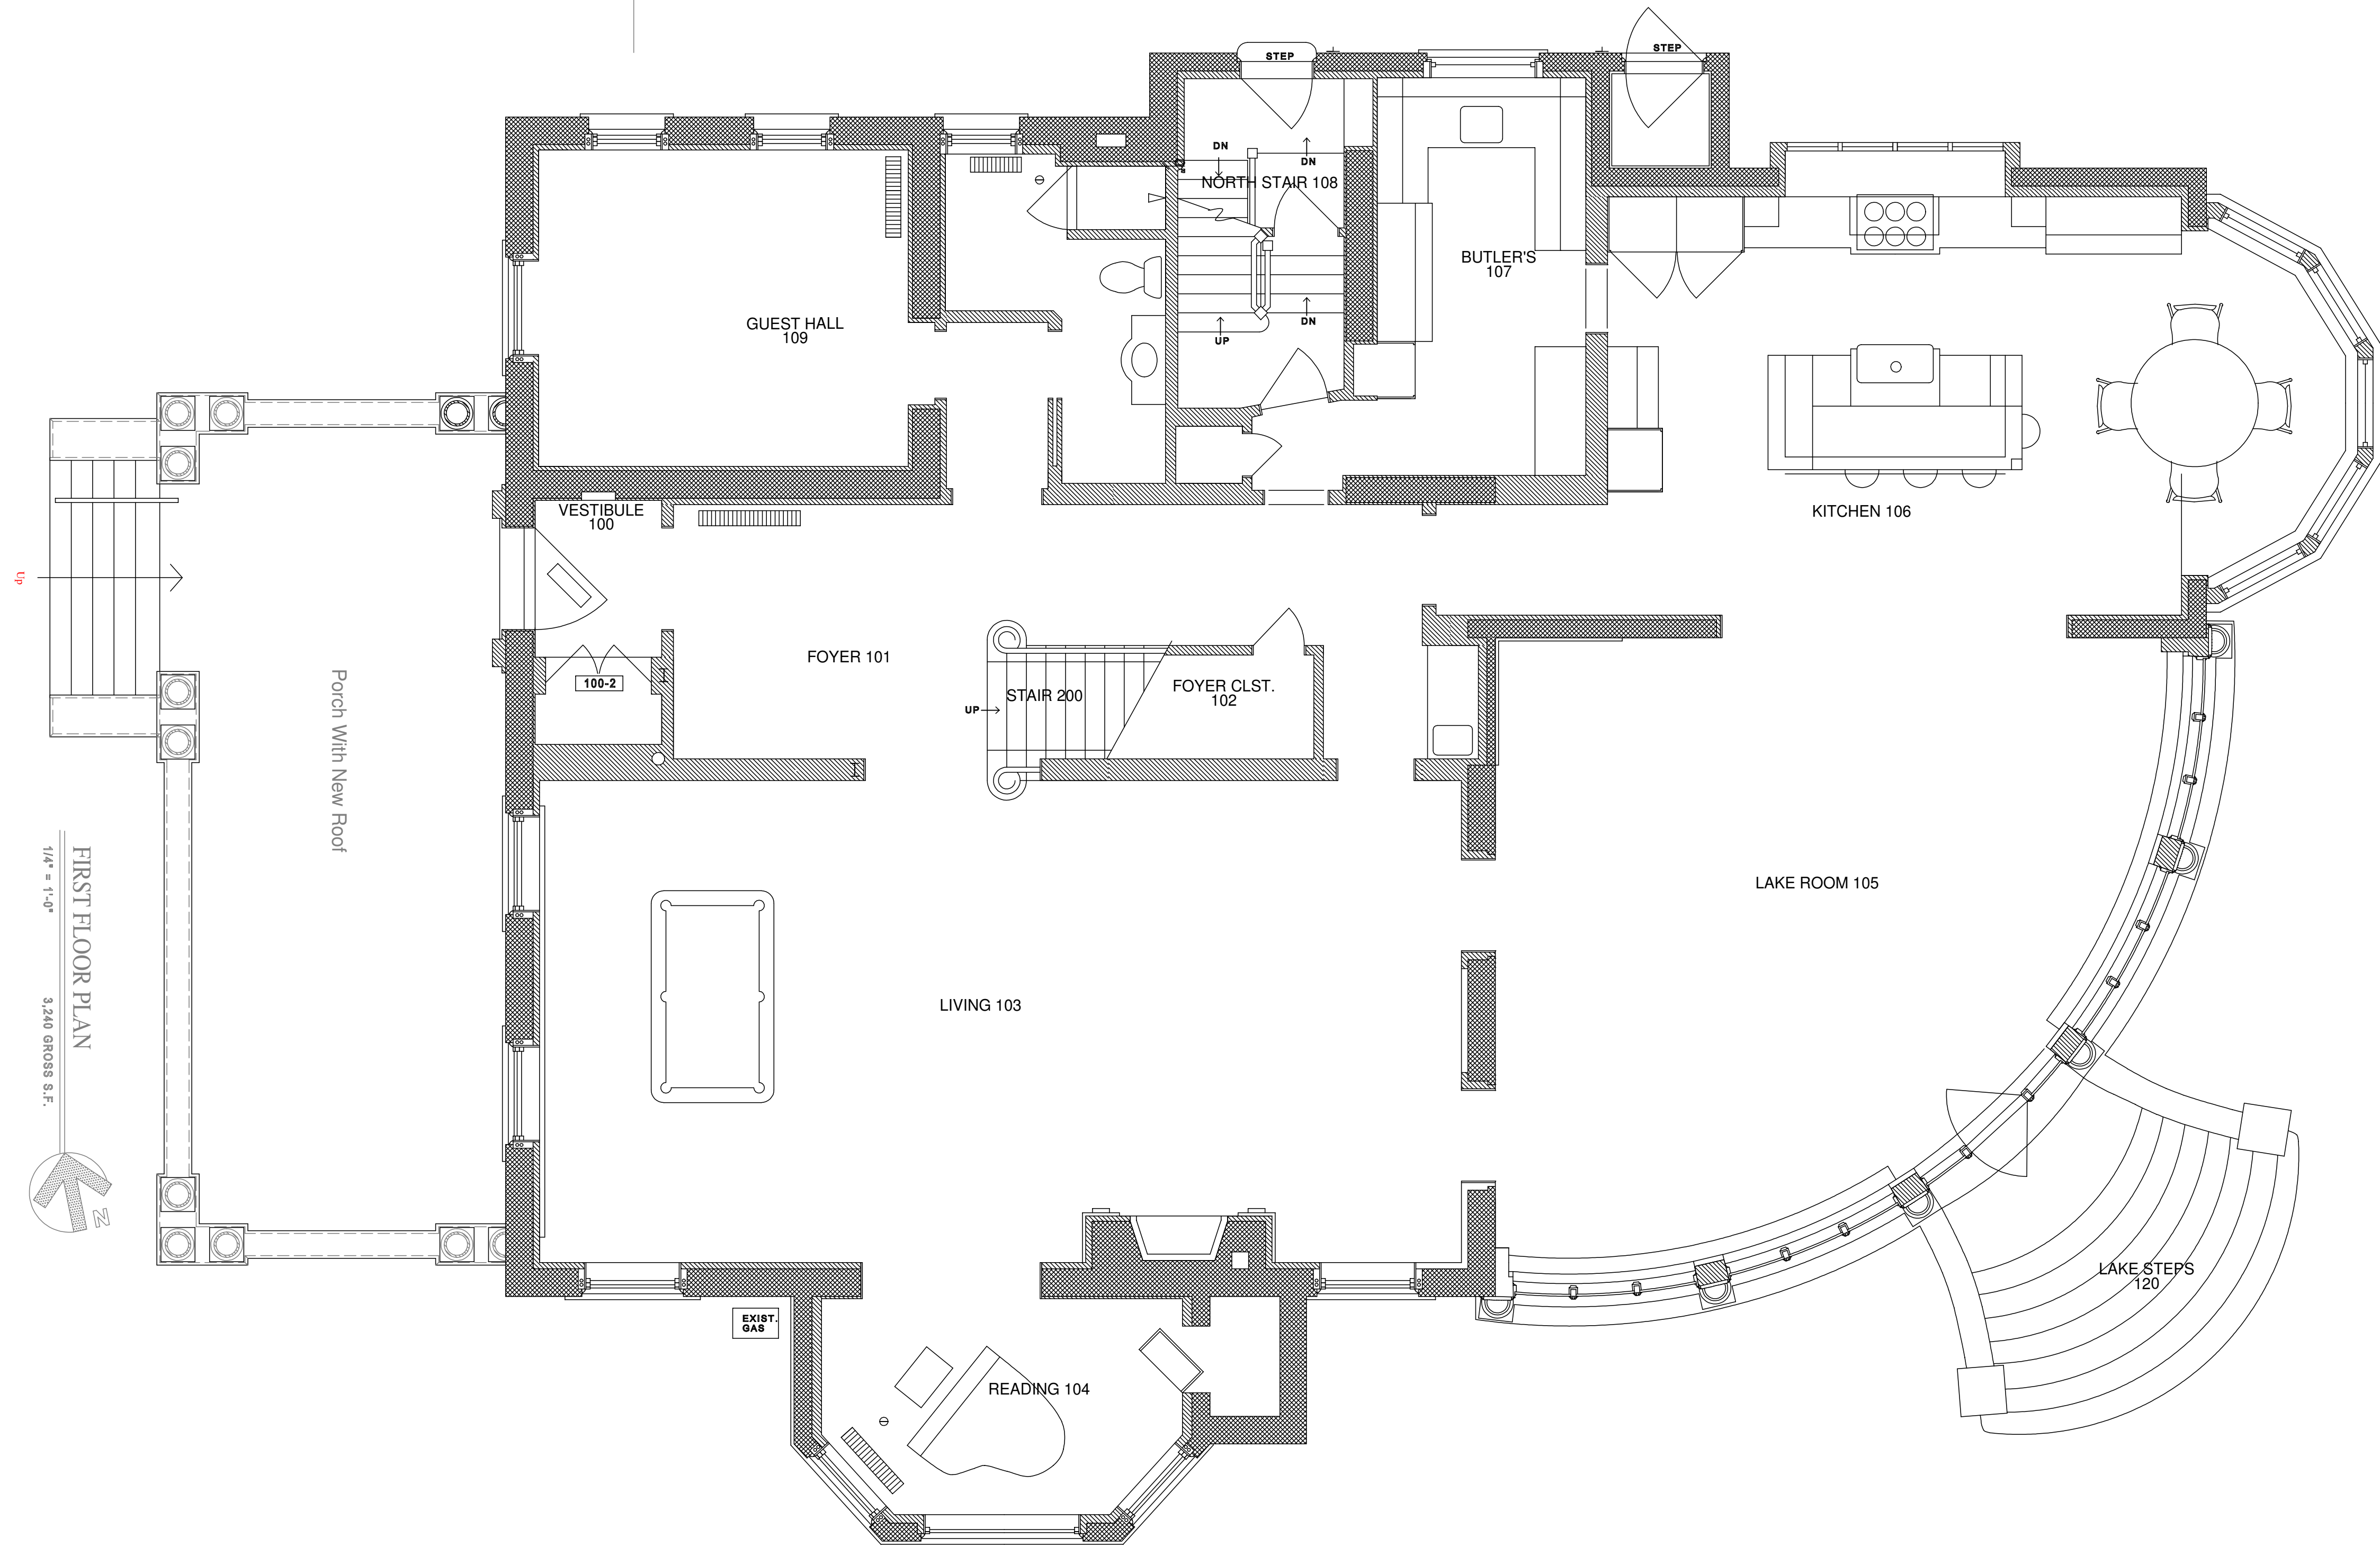 STEP
STEP
DN
DN
NORTH STAIR 108
BUTLER'S
107
GUEST HALL
109
DN
UP
VESTIBULE
100
KITCHEN 106
Up
FOYER 101
100-2
STAIR 200
UP
FOYER CLST.
102
Porch With New Roof
LAKE ROOM 105
FIRST FLOOR PLAN
1/4" = 1'-0"
3,240 GROSS S.F.
N
LIVING 103
LAKE STEPS
120
EXIST.
GAS
READING 104